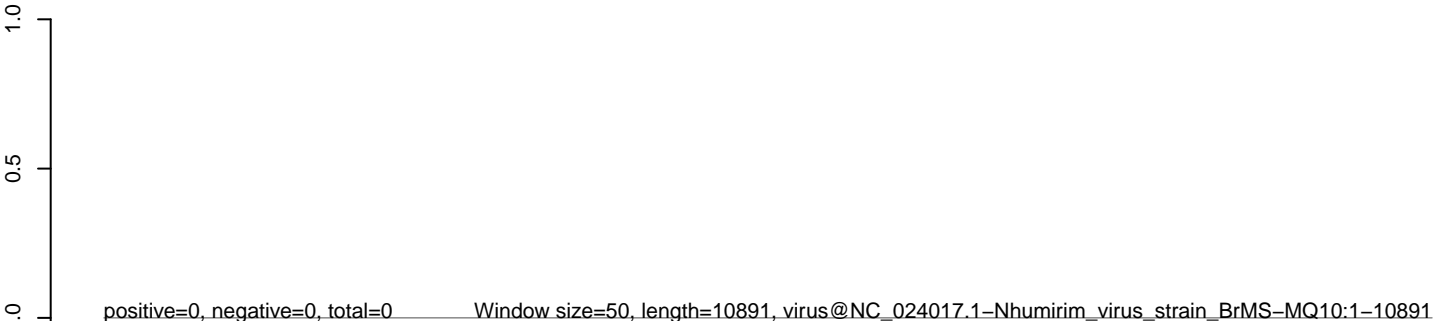 1.0
0.5
.0
positive=0, negative=0, total=0 Window size=50, length=10891, virus@NC_024017.1−Nhumirim_virus_strain_BrMS−MQ10:1−10891